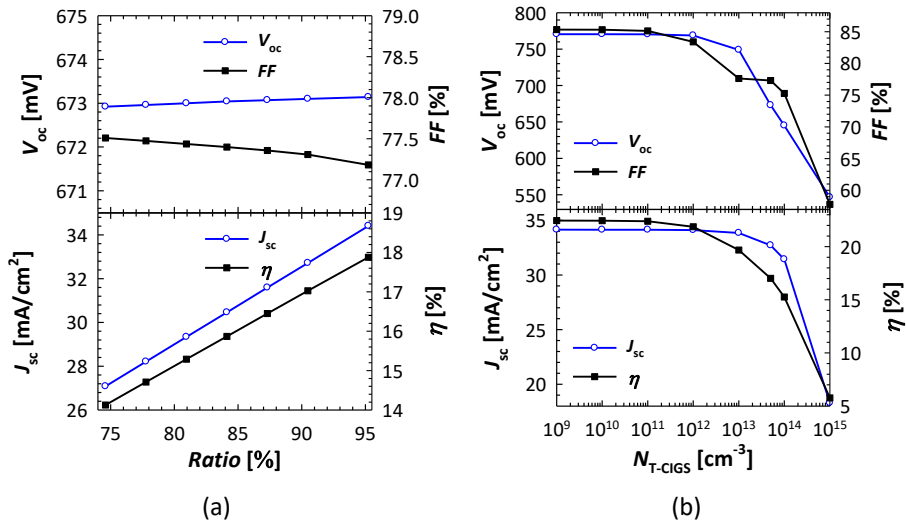 675
674
673
672
671
V_oc [mV]
V_oc
FF
79.0
78.5
78.0
77.5
77.0
FF [%]
34
32
30
28
26
J_sc [mA/cm²]
J_sc
η
19
18
17
16
15
14
η [%]
75 80 85 90 95
Ratio [%]
(a)
800
750
700
650
600
550
V_oc [mV]
V_oc
FF
85
80
75
70
65
60
FF [%]
35
30
25
20
J_sc [mA/cm²]
J_sc
η
20
15
10
5
η [%]
10⁹ 10¹⁰ 10¹¹ 10¹² 10¹³ 10¹⁴ 10¹⁵
N_T-CIGS [cm⁻³]
(b)